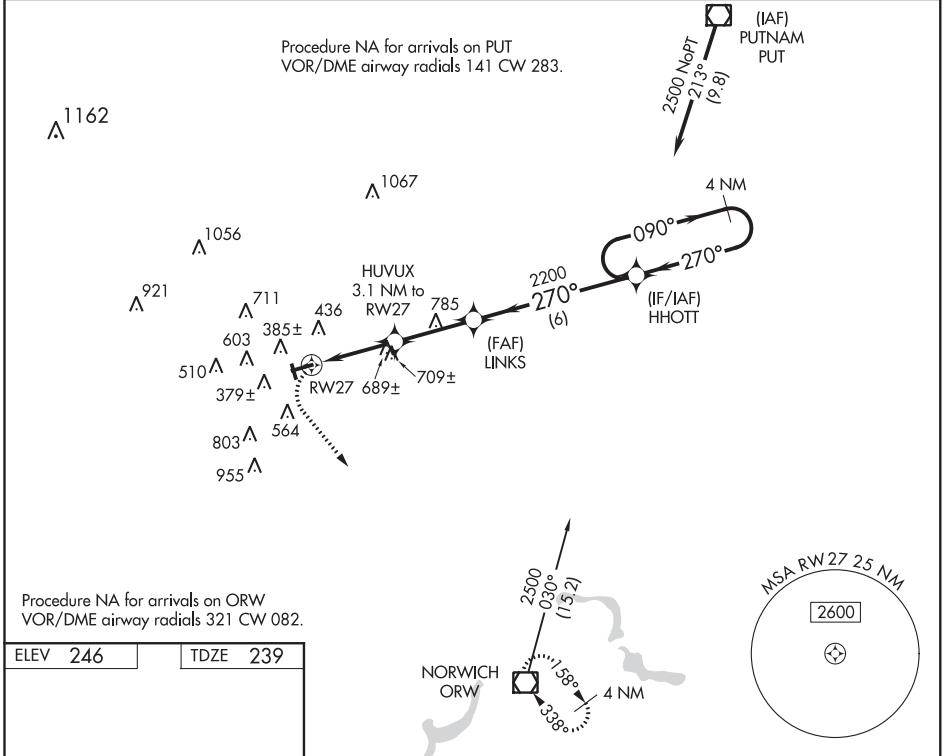 (IAF)
PUTNAM
PUT
Procedure NA for arrivals on PUT
VOR/DME airway radials 141 CW 283.
2500 NoPT
213°
(9.8)
1162
1067
4 NM
090°
270°
1056
HUVUX
3.1 NM to
RW27
2200
270°
(6)
(IF/IAF)
HHOTT
921
711
436
785
385±
(FAF)
LINKS
603
510
RW27
689±
709±
379±
564
803
955
2500
030°
(15.2)
MSA RW27 25 NM
2600
Procedure NA for arrivals on ORW
VOR/DME airway radials 321 CW 082.
ELEV 246
TDZE 239
NORWICH
ORW
158°
4 NM
338°